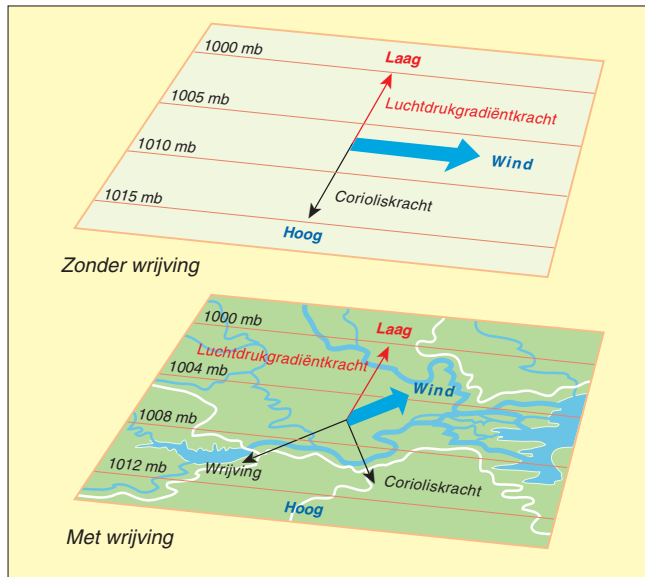 1000 mb
Laag
1005 mb
Luchtdrukgradiëntkracht
1010 mb
Wind
1015 mb
Corioliskracht
Hoog
Zonder wrijving
1000 mb
Laag
Luchtdrukgradiëntkracht
1004 mb
Wind
1008 mb
Wrijving
1012 mb
Corioliskracht
Hoog
Met wrijving